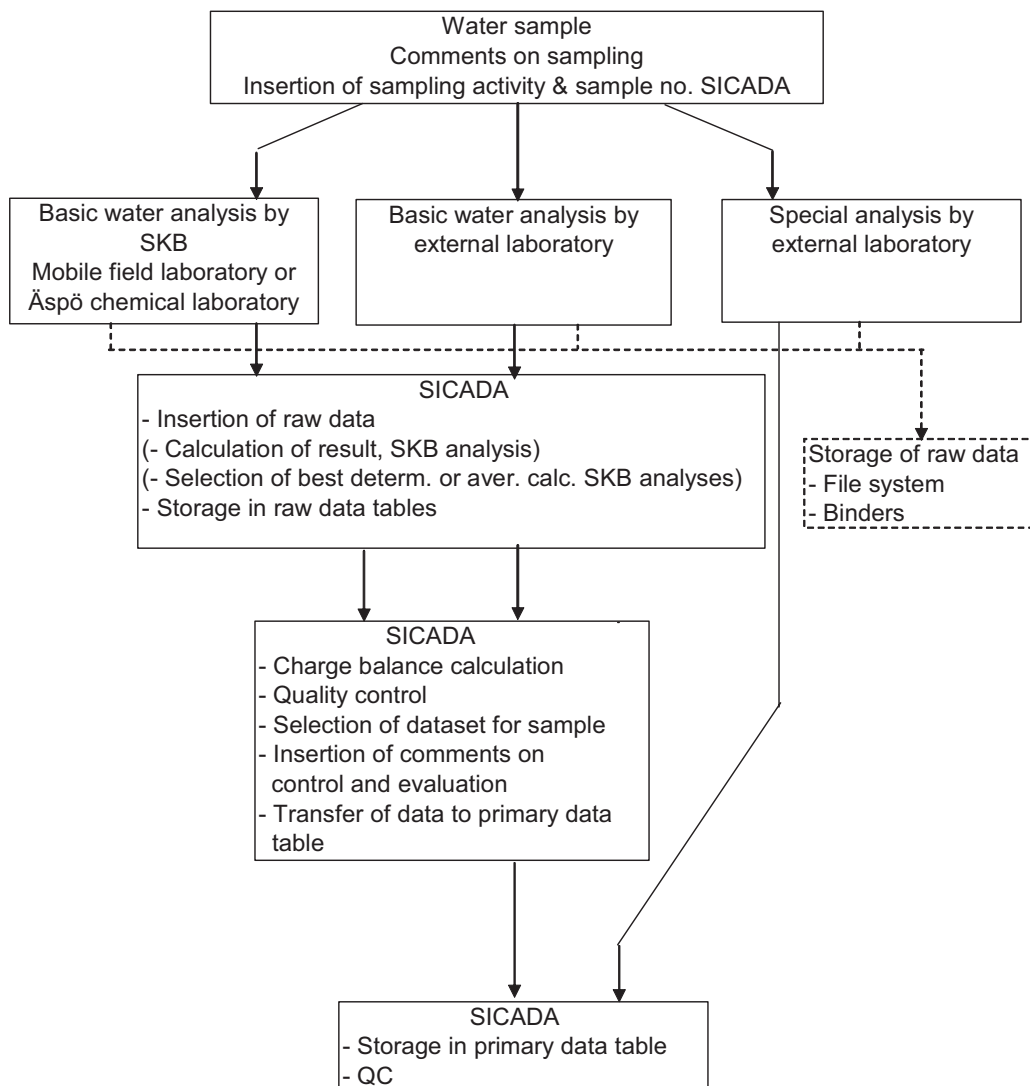 Water sample
Comments on sampling
Insertion of sampling activity & sample no. SICADA
Basic water analysis by
SKB
Mobile field laboratory or
Äspö chemical laboratory
Basic water analysis by
external laboratory
Special analysis by
external laboratory
SICADA
- Insertion of raw data
(- Calculation of result, SKB analysis)
(- Selection of best determ. or aver. calc. SKB analyses)
- Storage in raw data tables
Storage of raw data
- File system
- Binders
SICADA
- Charge balance calculation
- Quality control
- Selection of dataset for sample
- Insertion of comments on
control and evaluation
- Transfer of data to primary data
table
SICADA
- Storage in primary data table
- QC